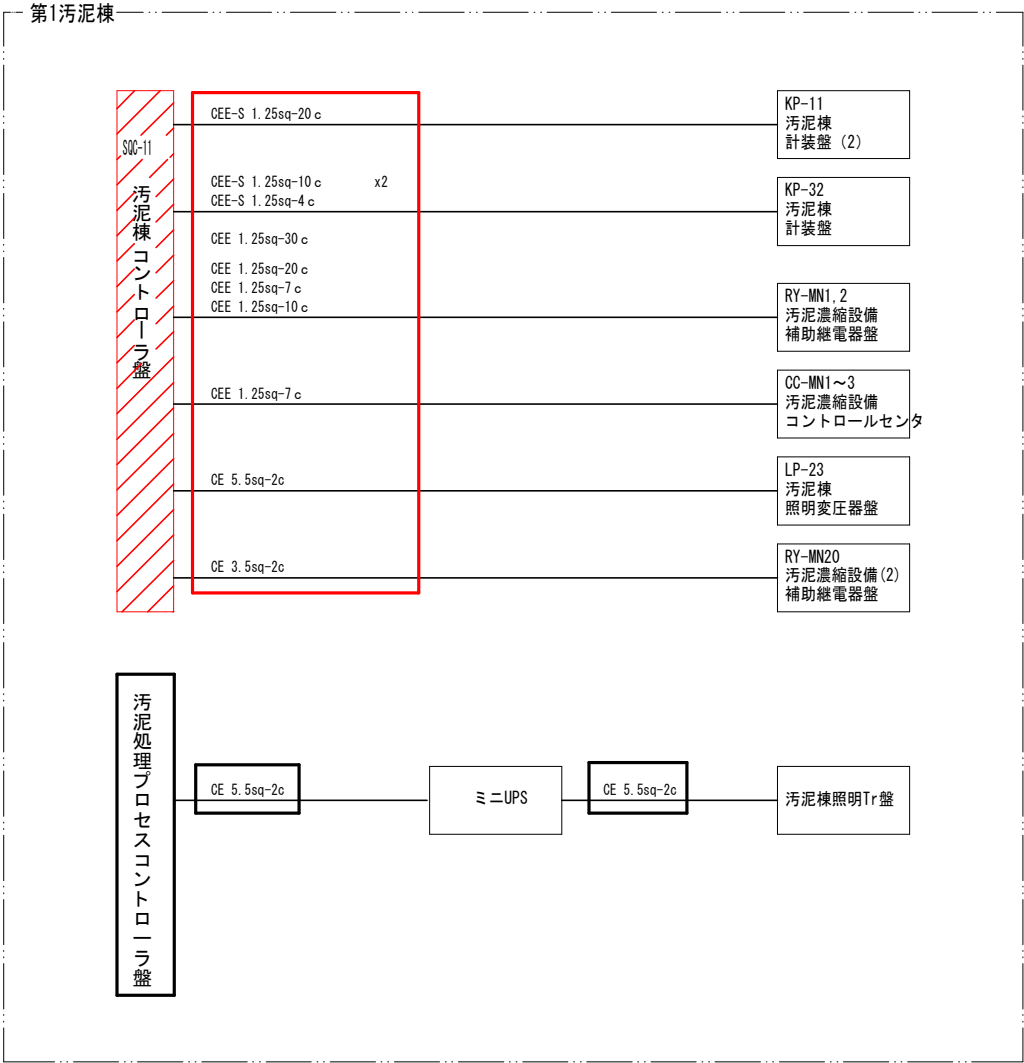 第1汚泥棟
SQC-11
汚泥棟 コントローラ盤
CEE-S 1.25sq-20c
KP-11
汚泥棟
計装盤 (2)
CEE-S 1.25sq-10c x2
CEE-S 1.25sq-4c
KP-32
汚泥棟
計装盤
CEE 1.25sq-30c
CEE 1.25sq-20c
CEE 1.25sq-7c
CEE 1.25sq-10c
RY-MN1,2
汚泥濃縮設備
補助継電器盤
CEE 1.25sq-7c
CC-MN1～3
汚泥濃縮設備
コントロールセンタ
CE 5.5sq-2c
LP-23
汚泥棟
照明変圧器盤
CE 3.5sq-2c
RY-MN20
汚泥濃縮設備(2)
補助継電器盤
汚泥処理プロセスコントローラ盤
CE 5.5sq-2c
ミニUPS
CE 5.5sq-2c
汚泥棟照明Tr盤